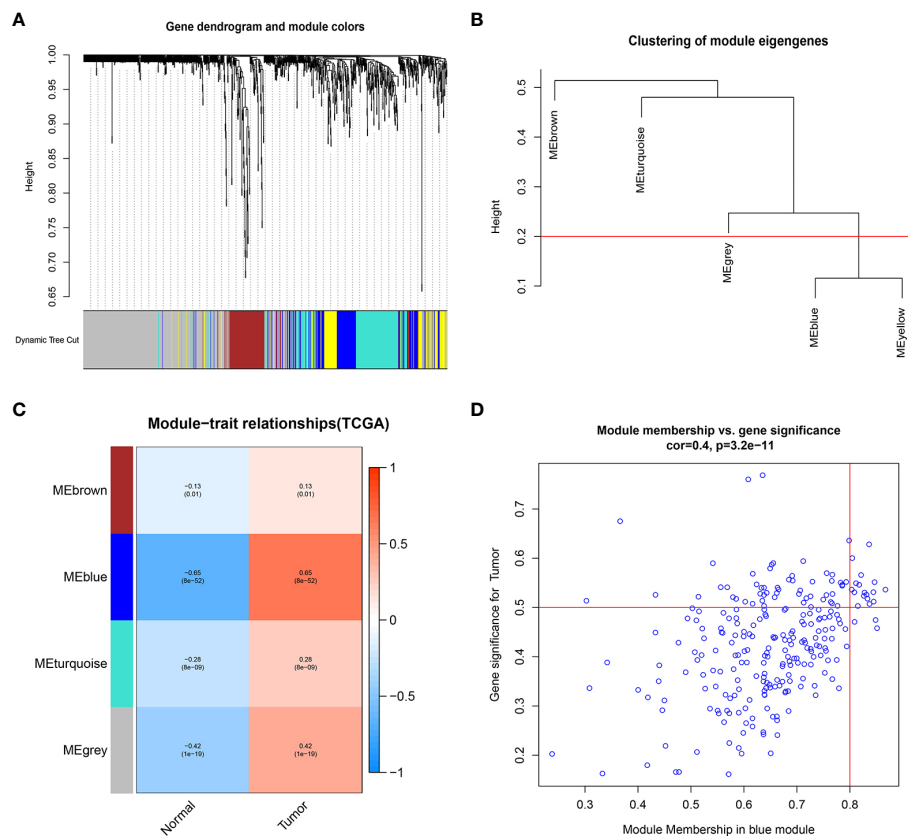 A
Gene dendrogram and module colors
Height
1.00
0.95
0.90
0.85
0.80
0.75
0.70
0.65
Dynamic Tree Cut
B
Clustering of module eigengenes
Height
0.5
0.4
0.3
0.2
0.1
MEbrown
MEturquoise
MEgrey
MEblue
MEyellow
C
Module−trait relationships(TCGA)
MEbrown
−0.13
(0.01)
0.13
(0.01)
MEblue
−0.65
(8e−52)
0.65
(8e−52)
MEturquoise
−0.28
(8e−09)
0.28
(8e−09)
MEgrey
−0.42
(1e−19)
0.42
(1e−19)
Normal
Tumor
1
0.5
0
−0.5
−1
D
Module membership vs. gene significance
cor=0.4, p=3.2e−11
Gene significance for Tumor
0.7
0.6
0.5
0.4
0.3
0.2
0.3 0.4 0.5 0.6 0.7 0.8
Module Membership in blue module